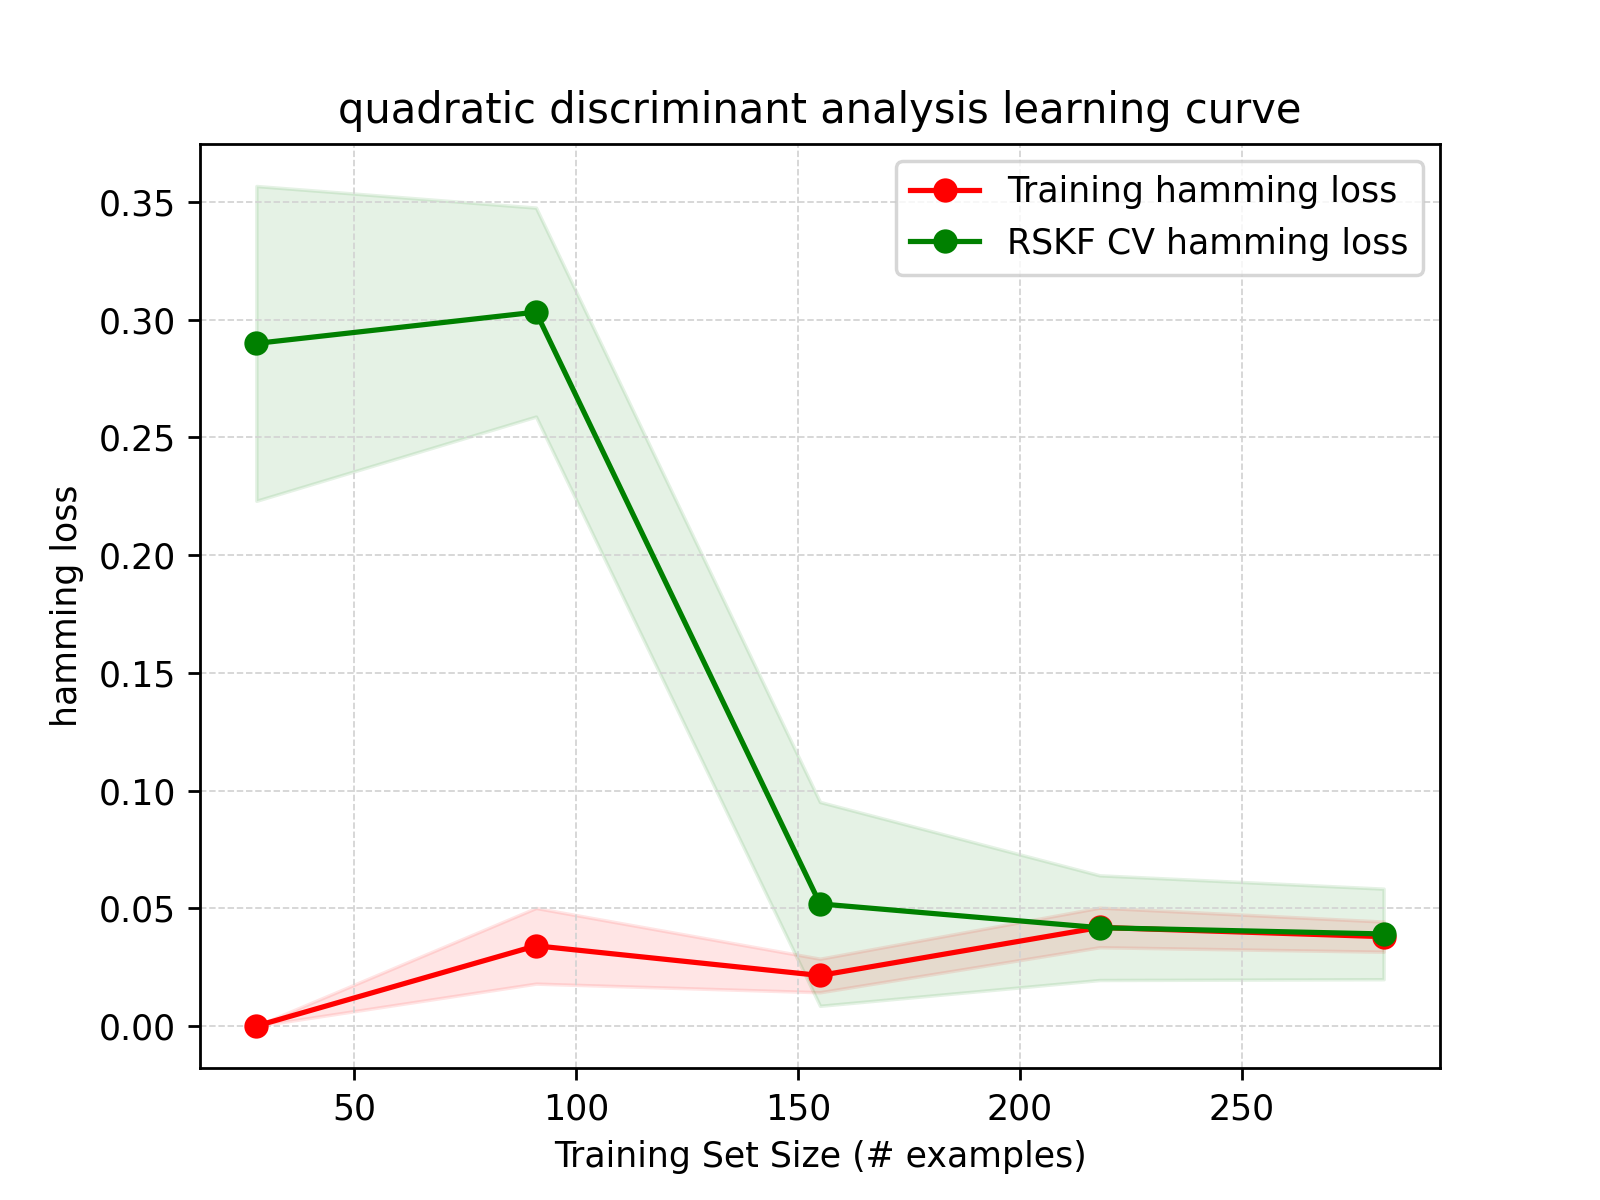 quadratic discriminant analysis learning curve
Training hamming loss
RSKF CV hamming loss
hamming loss
0.35
0.30
0.25
0.20
0.15
0.10
0.05
0.00
50 100 150 200 250
Training Set Size (# examples)